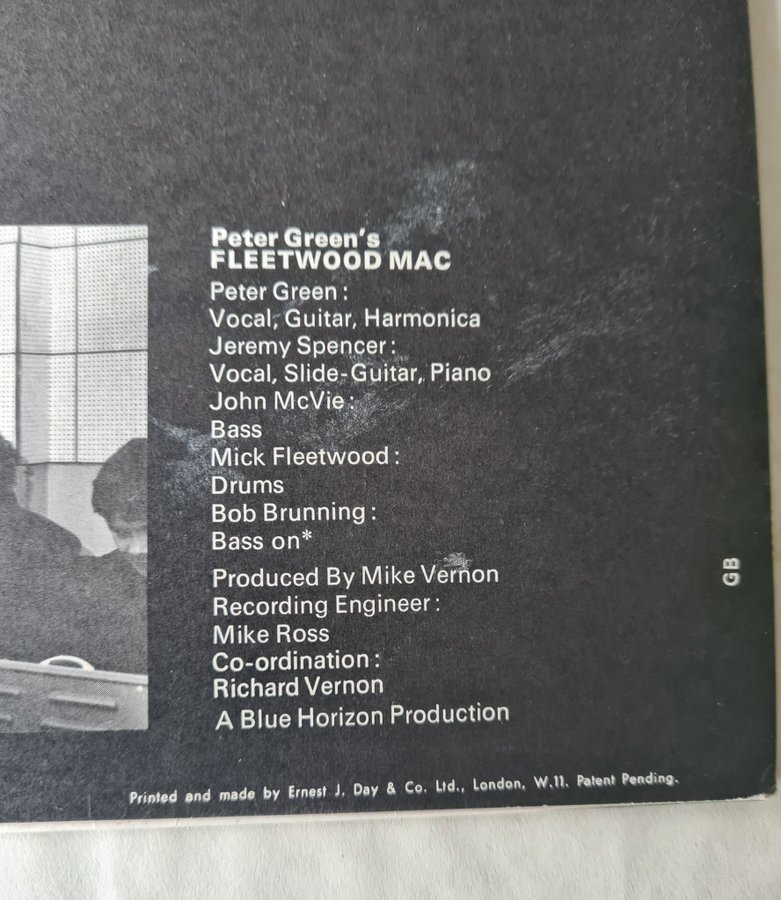 Peter Green's
FLEETWOOD MAC
Peter Green:
Vocal, Guitar, Harmonica
Jeremy Spencer:
Vocal, Slide-Guitar, Piano
John McVie:
Bass
Mick Fleetwood:
Drums
Bob Brunning:
Bass on*
Produced By Mike Vernon
Recording Engineer:
Mike Ross
Co-ordination:
Richard Vernon
A Blue Horizon Production
GB
Printed and made by Ernest J. Day & Co. Ltd., London, W.11. Patent Pending.